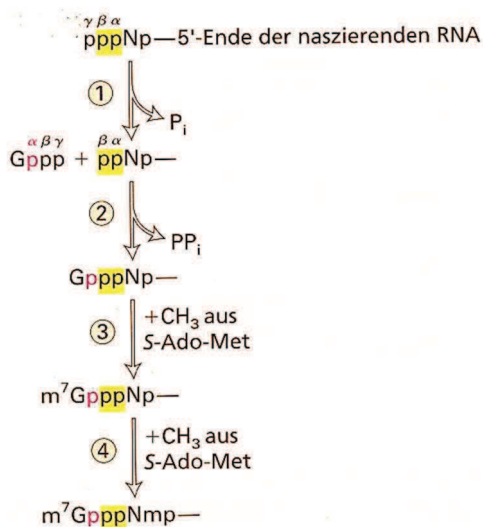 γ β α
pppNp—5'-Ende der naszierenden RNA
1
Pi
α β γ β α
Gppp + ppNp—
2
PPi
GpppNp—
+CH3 aus
3
S-Ado-Met
m7GpppNp—
+CH3 aus
4
S-Ado-Met
m7GpppNmp—